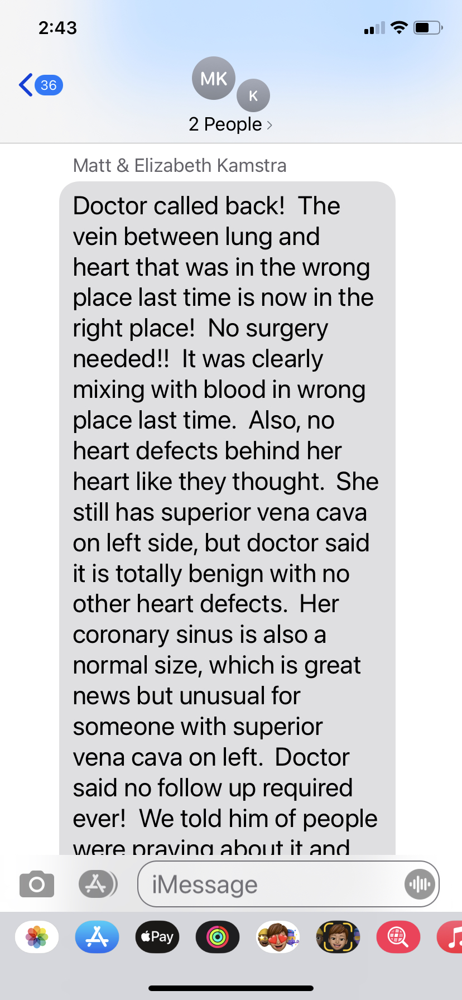 2:43
36
MK
K
2 People
Matt & Elizabeth Kamstra
Doctor called back!  The
vein between lung and
heart that was in the wrong
place last time is now in the
right place!  No surgery
needed!!  It was clearly
mixing with blood in wrong
place last time.  Also, no
heart defects behind her
heart like they thought.  She
still has superior vena cava
on left side, but doctor said
it is totally benign with no
other heart defects.  Her
coronary sinus is also a
normal size, which is great
news but unusual for
someone with superior
vena cava on left.  Doctor
said no follow up required
ever!  We told him of people
were praying about it and
iMessage
Pay